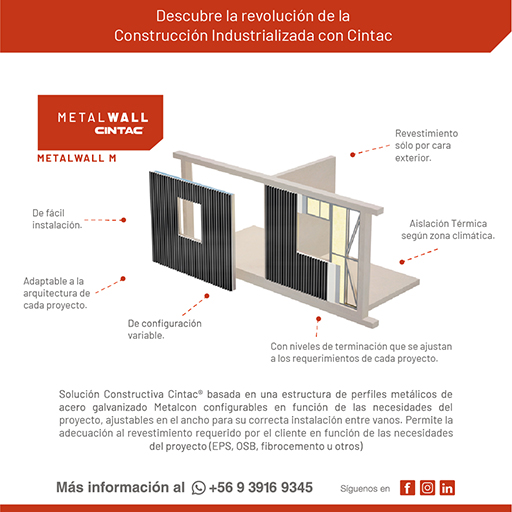 Descubre la revolución de la
Construcción Industrializada con Cintac
METALWALL
CINTAC
METALWALL M
Revestimiento
sólo por cara
exterior.
De fácil
instalación.
Aislación Térmica
según zona climática.
Adaptable a la
arquitectura de
cada proyecto.
De configuración
variable.
Con niveles de terminación que se ajustan
a los requerimientos de cada proyecto.
Solución Constructiva Cintac® basada en una estructura de perfiles metálicos de
acero galvanizado Metalcon configurables en función de las necesidades del
proyecto, ajustables en el ancho para su correcta instalación entre vanos. Permite la
adecuación al revestimiento requerido por el cliente en función de las necesidades
del proyecto (EPS, OSB, fibrocemento u otros)
Más información al +56 9 3916 9345
Síguenos en